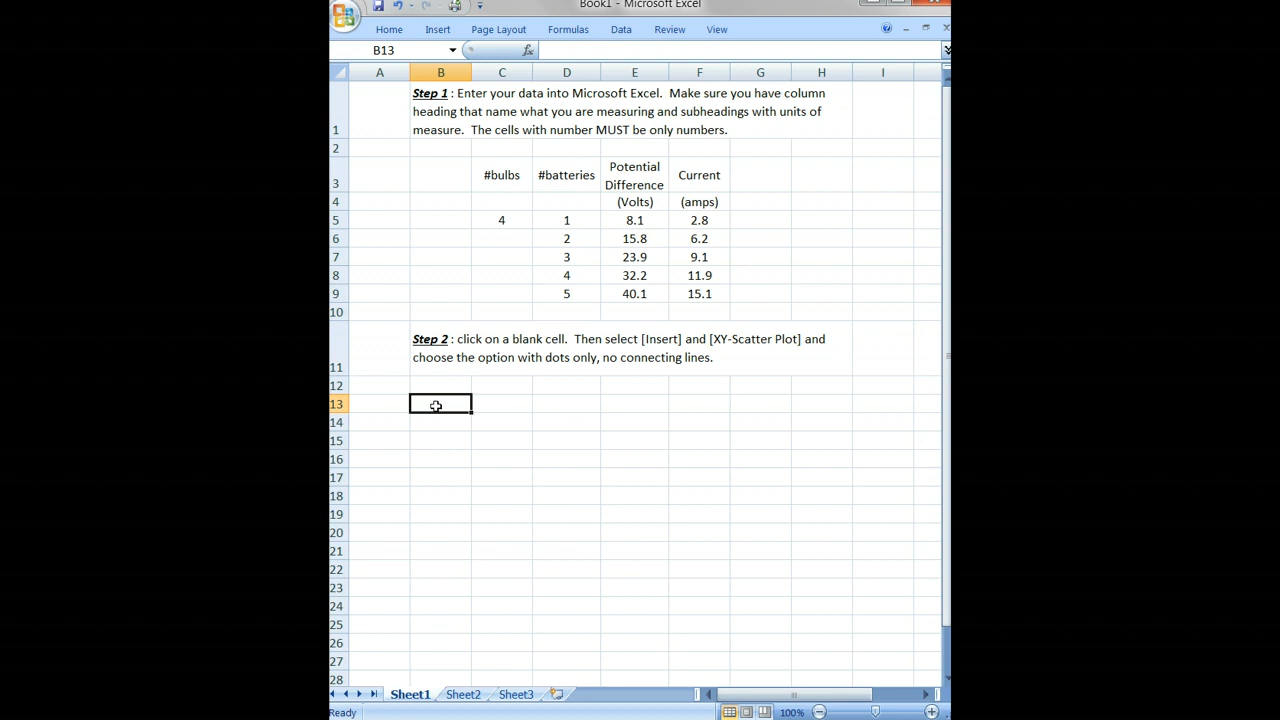 Book1 - Microsoft Excel
Home Insert Page Layout Formulas Data Review View
B13 fx
A B C D E F G H I
Step 1 : Enter your data into Microsoft Excel. Make sure you have column
heading that name what you are measuring and subheadings with units of
1 measure. The cells with number MUST be only numbers.
2
Potential
#bulbs #batteries Current
3 Difference
4 (Volts) (amps)
5 4 1 8.1 2.8
6 2 15.8 6.2
7 3 23.9 9.1
8 4 32.2 11.9
9 5 40.1 15.1
10
Step 2 : click on a blank cell. Then select [Insert] and [XY-Scatter Plot] and
choose the option with dots only, no connecting lines.
11
12
13
14
15
16
17
18
19
20
21
22
23
24
25
26
27
28
Sheet1 Sheet2 Sheet3
Ready 100%